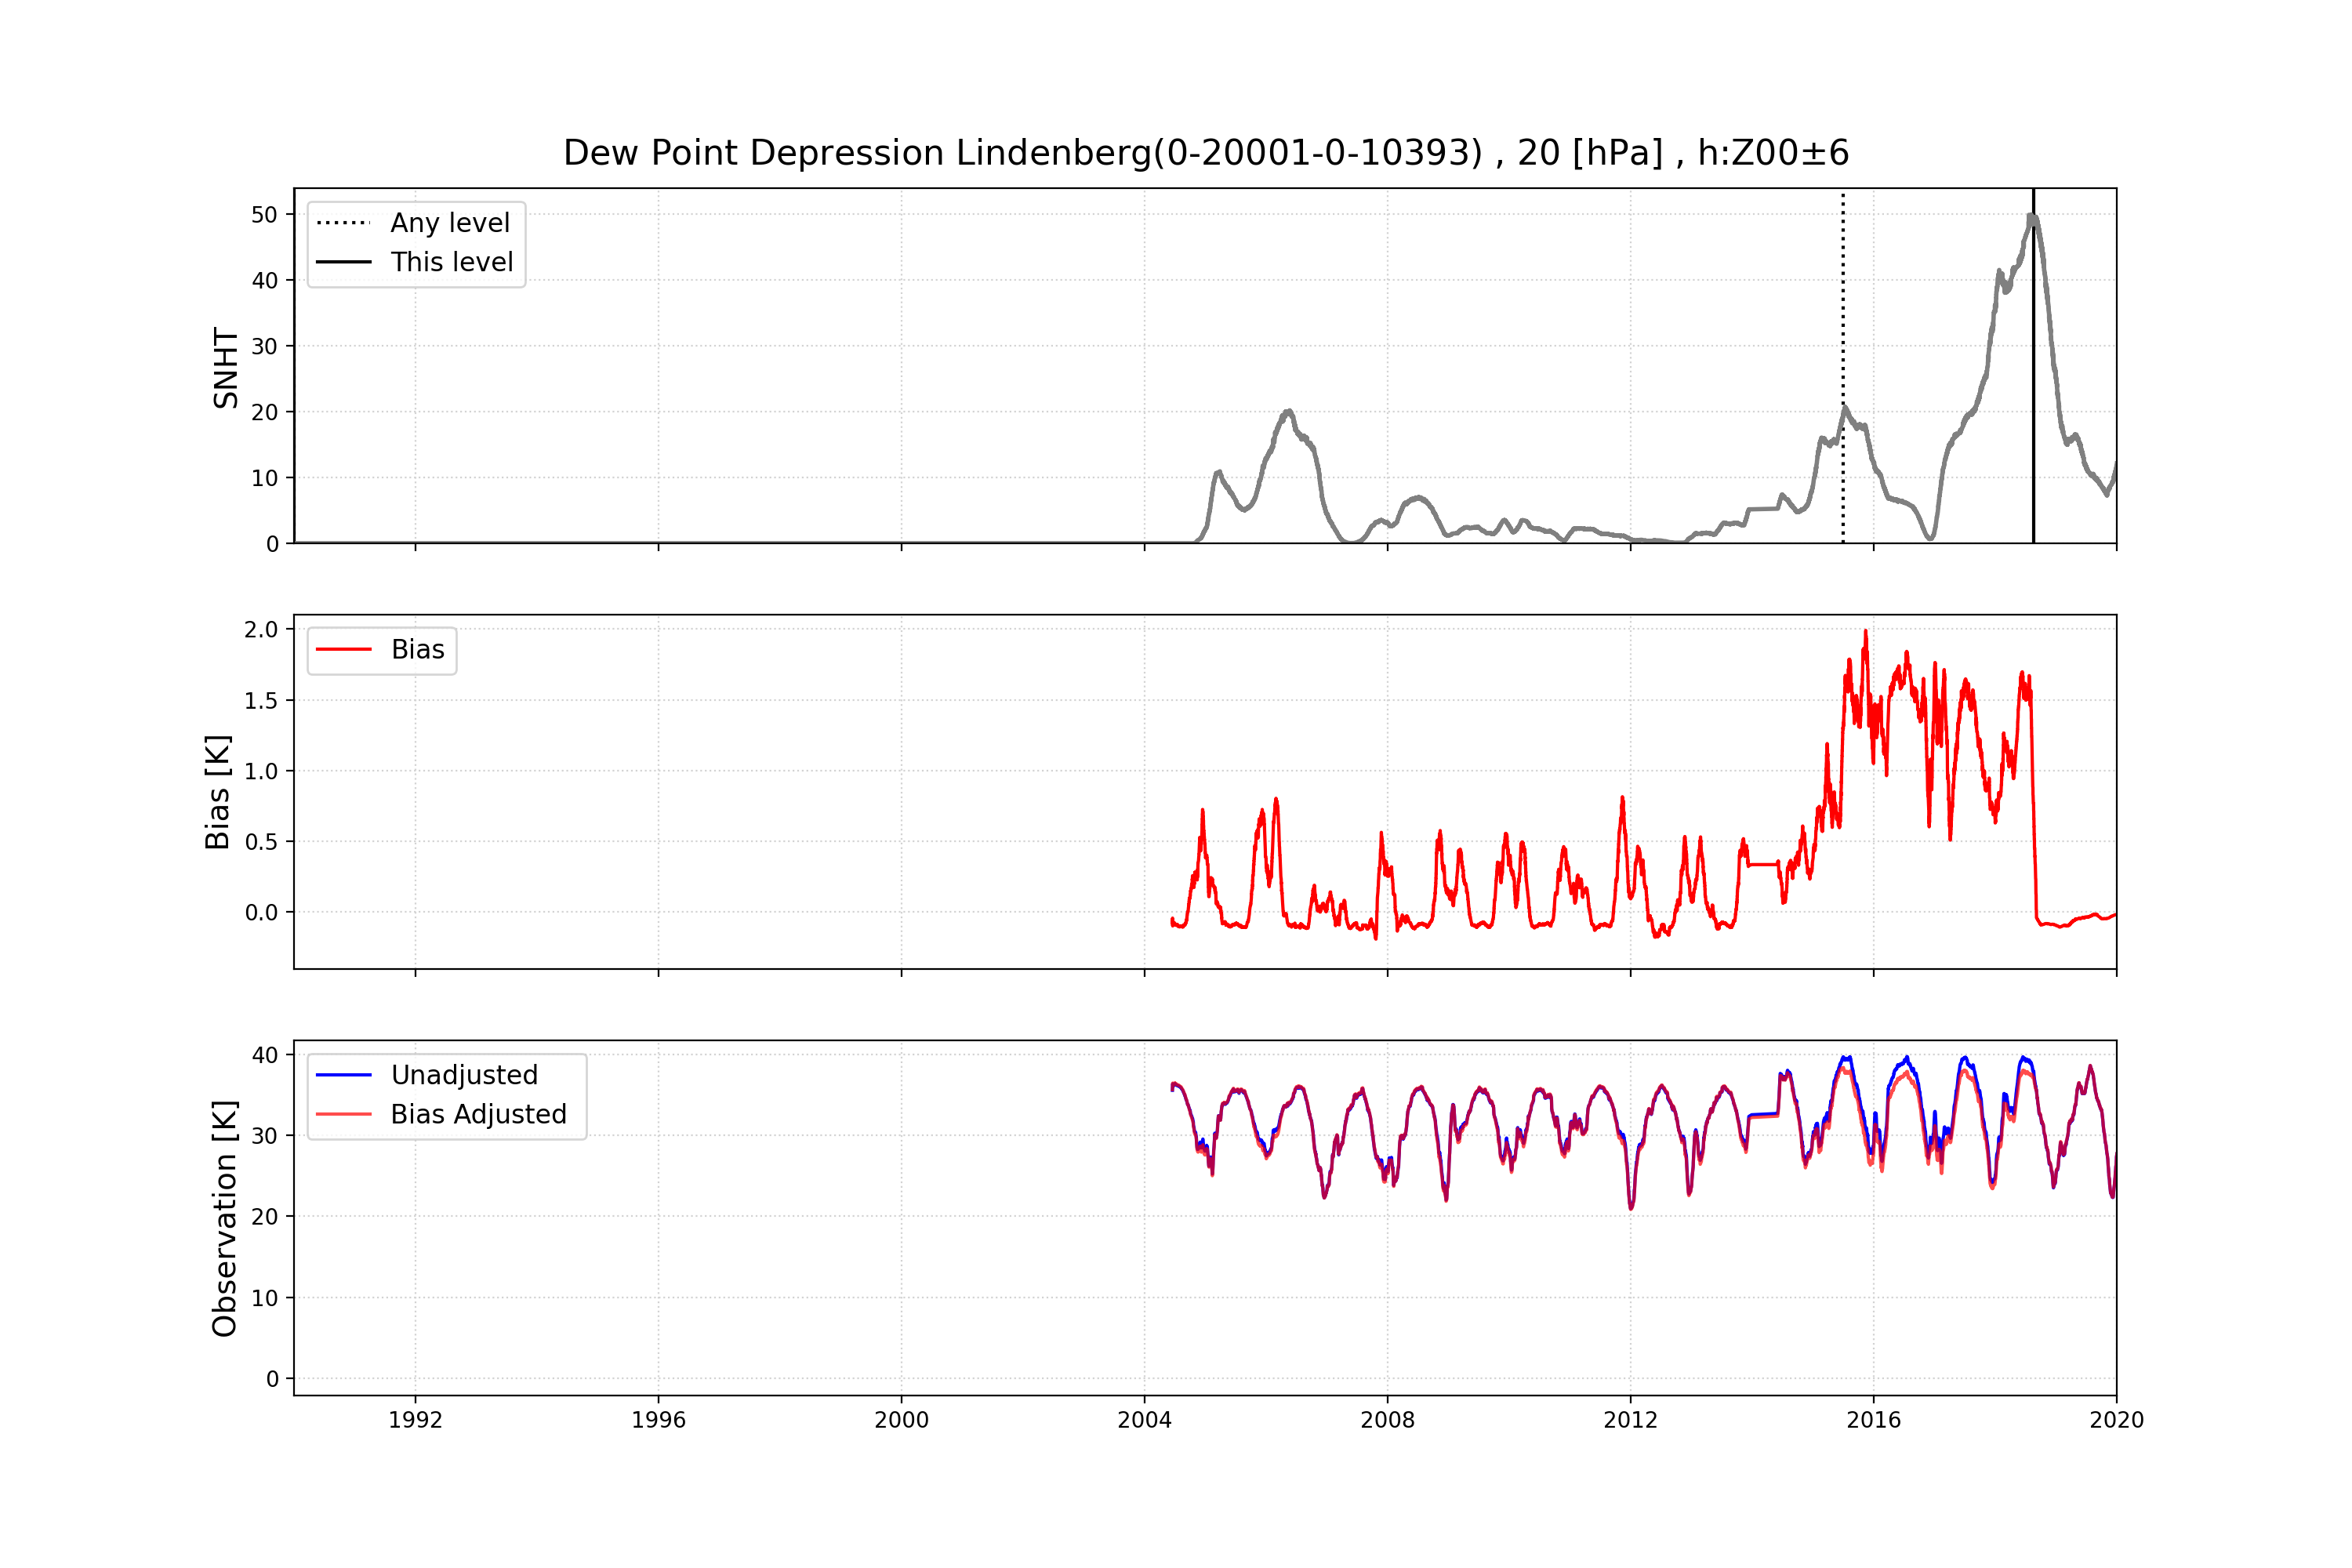 Dew Point Depression Lindenberg(0-20001-0-10393) , 20 [hPa] , h:Z00±6
50
40
30
20
10
0
SNHT
Any level
This level
2.0
1.5
1.0
0.5
0.0
Bias [K]
Bias
40
30
20
10
0
Observation [K]
Unadjusted
Bias Adjusted
1992 1996 2000 2004 2008 2012 2016 2020